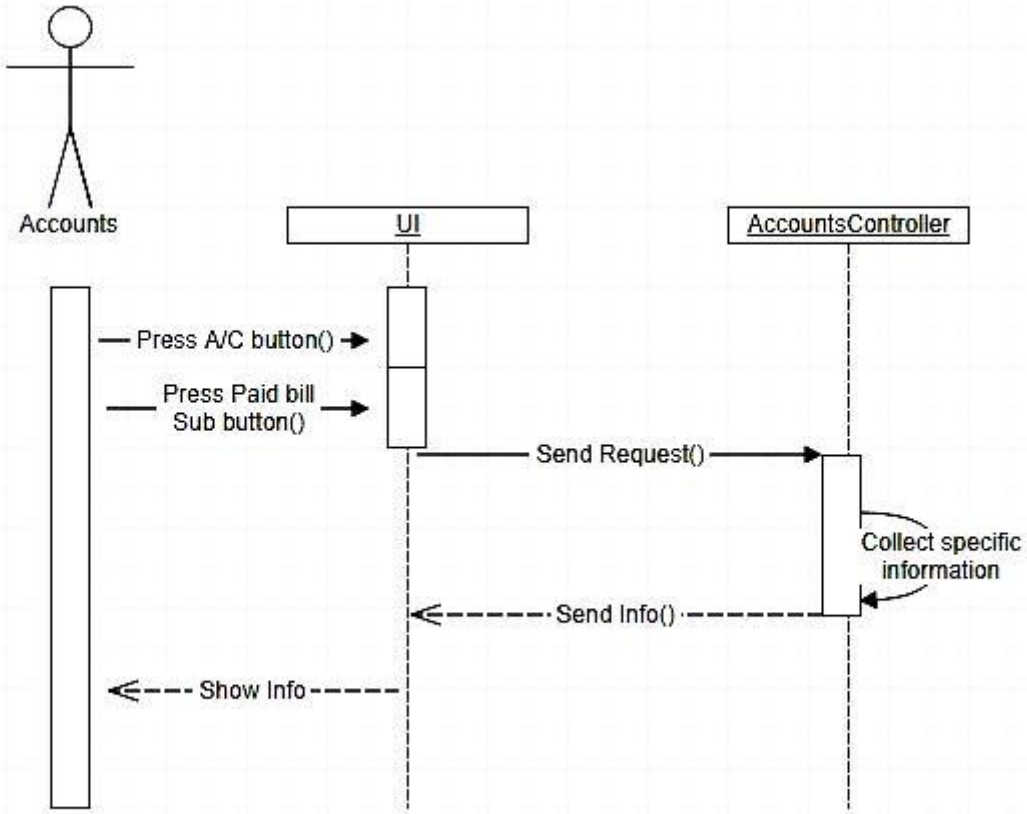 Accounts
UI
AccountsController
Press A/C button()
Press Paid bill
Sub button()
Send Request()
Collect specific
information
Send Info()
Show Info